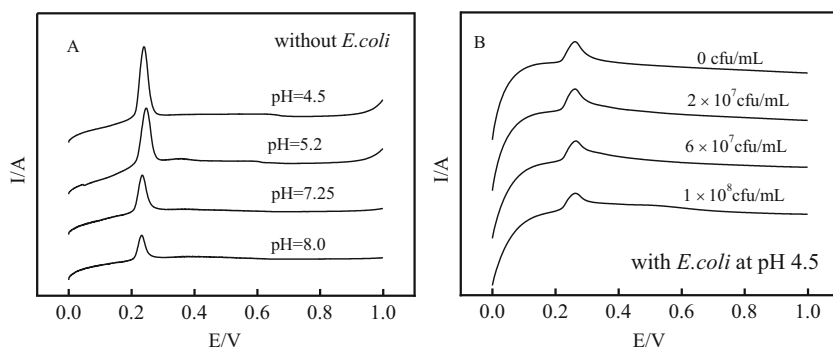 A
without E.coli
pH=4.5
pH=5.2
pH=7.25
pH=8.0
I/A
0.0 0.2 0.4 0.6 0.8 1.0
E/V
B
0 cfu/mL
2 × 10⁷cfu/mL
6 × 10⁷cfu/mL
1 × 10⁸cfu/mL
with E.coli at pH 4.5
I/A
0.0 0.2 0.4 0.6 0.8 1.0
E/V